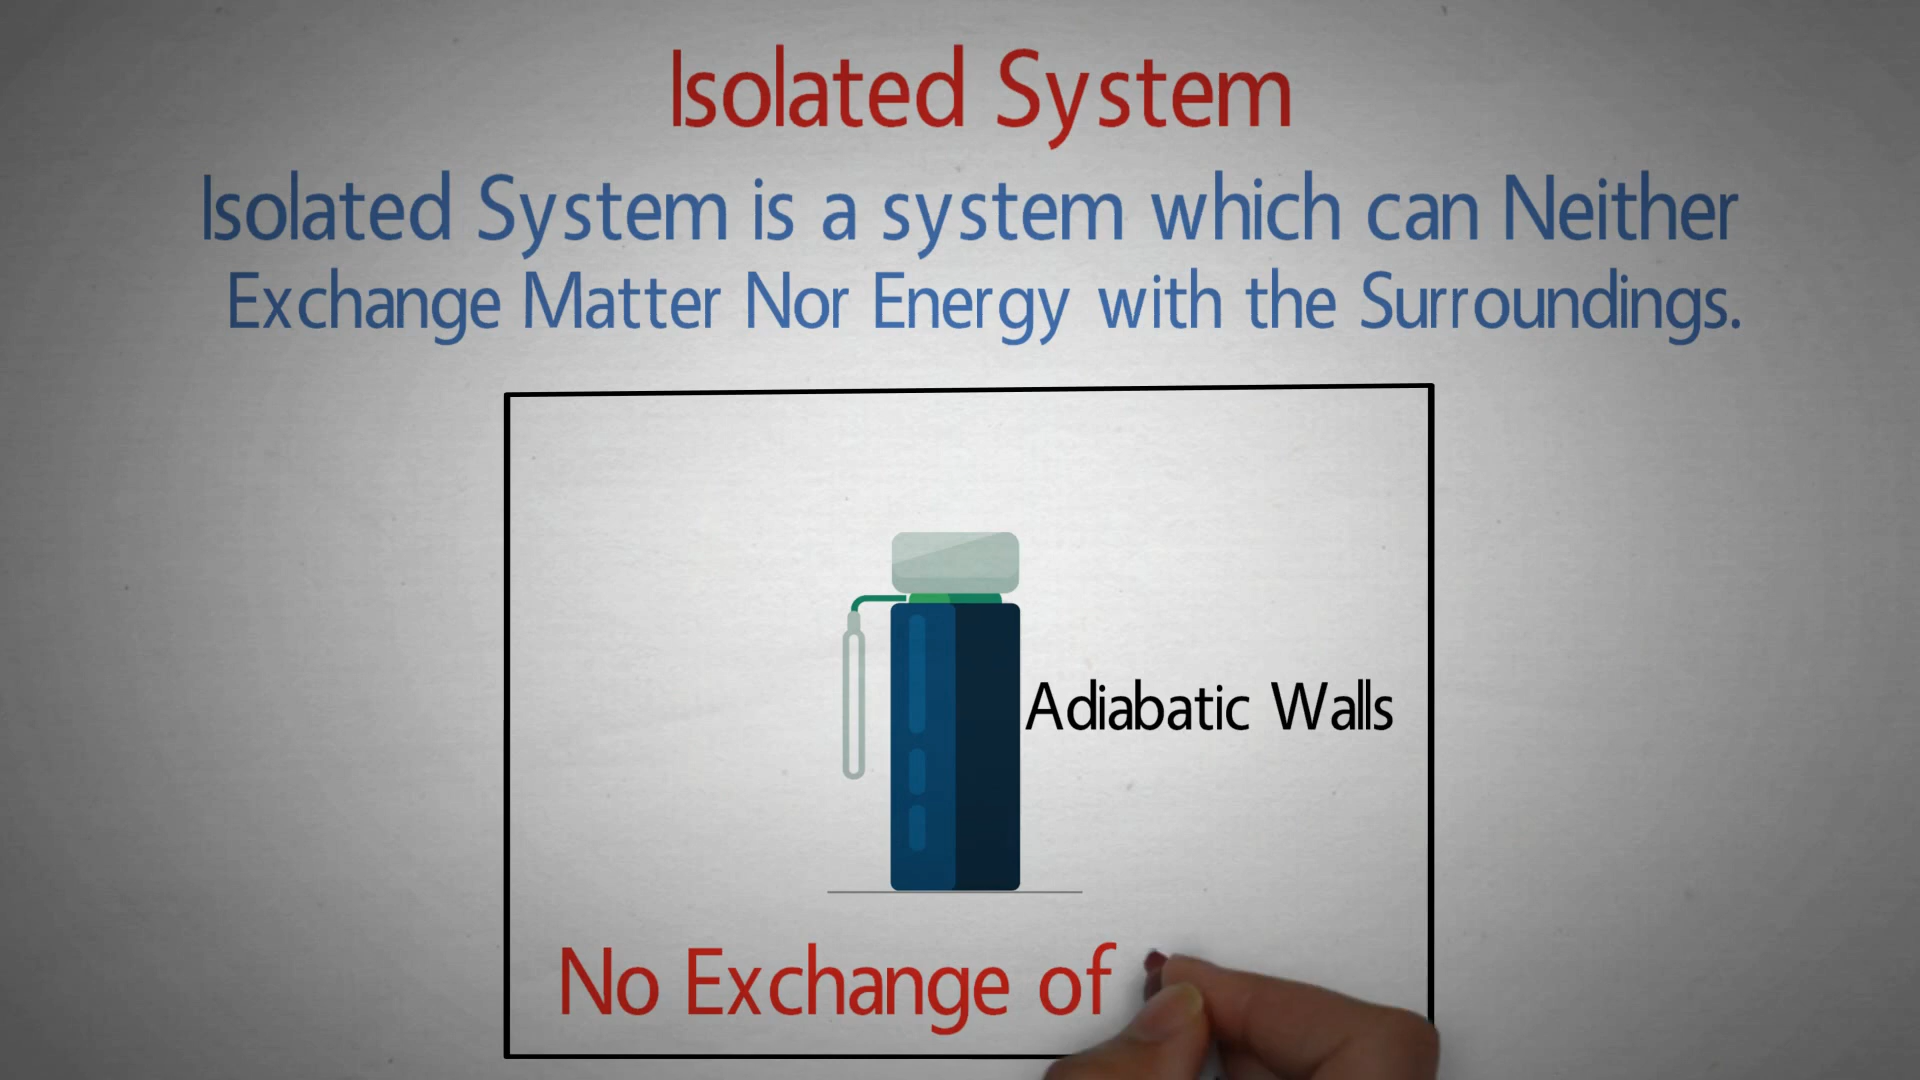 Isolated System
Isolated System is a system which can Neither
Exchange Matter Nor Energy with the Surroundings.
Adiabatic Walls
No Exchange of